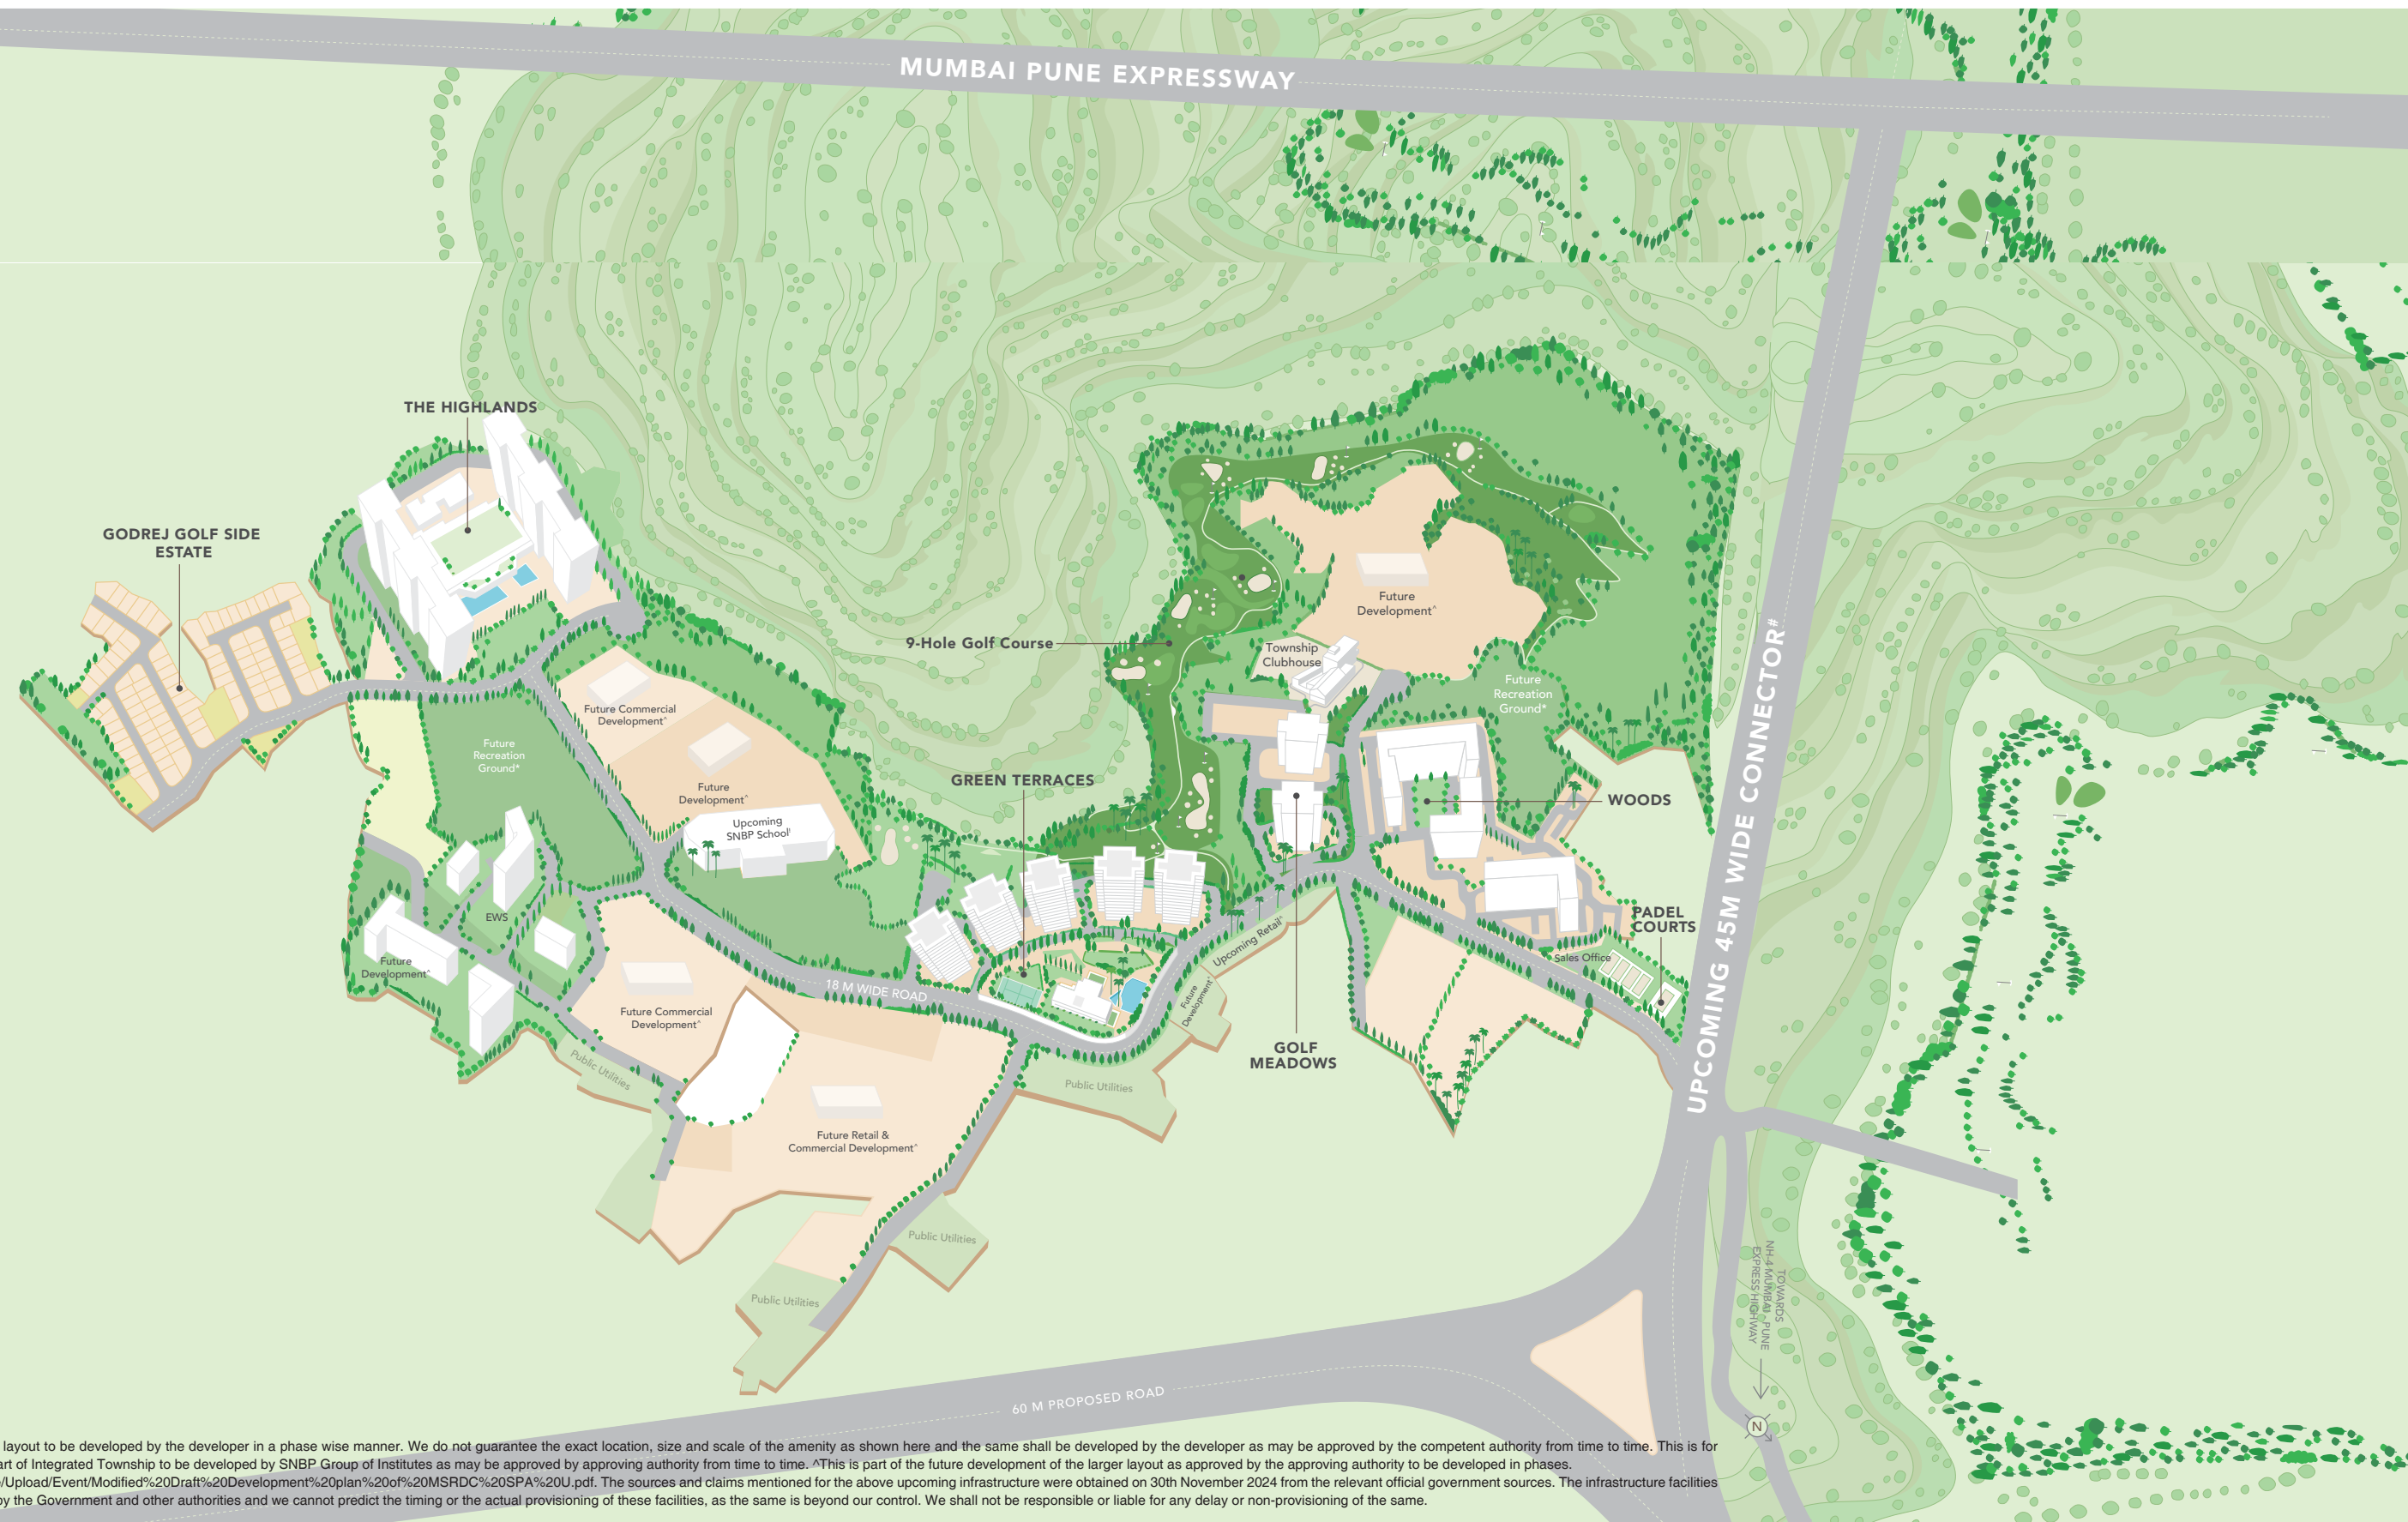 MUMBAI PUNE EXPRESSWAY
THE HIGHLANDS
GODREJ GOLF SIDE
ESTATE
Future
Development^
9-Hole Golf Course
Township
Clubhouse
Future
Recreation
Ground*
Future Commercial
Development^
Future
Recreation
Ground*
Future
Development^
GREEN TERRACES
WOODS
Upcoming
SNBP School!
UPCOMING 45M WIDE CONNECTOR#
EWS
PADEL
COURTS
Upcoming Retail^
Sales Office
Future
Development^
18 M WIDE ROAD
Future
Development^
Future Commercial
Development^
GOLF
MEADOWS
Public Utilities
Public Utilities
Future Retail &
Commercial Development^
Public Utilities
Public Utilities
TOWARDS
NH-4 MUMBAI - PUNE
EXPRESS HIGHWAY
60 M PROPOSED ROAD
N
layout to be developed by the developer in a phase wise manner. We do not guarantee the exact location, size and scale of the amenity as shown here and the same shall be developed by the developer as may be approved by the competent authority from time to time. This is for
art of Integrated Township to be developed by SNBP Group of Institutes as may be approved by approving authority from time to time. ^This is part of the future development of the larger layout as approved by the approving authority to be developed in phases.
/Upload/Event/Modified%20Draft%20Development%20plan%20of%20MSRDC%20SPA%20U.pdf. The sources and claims mentioned for the above upcoming infrastructure were obtained on 30th November 2024 from the relevant official government sources. The infrastructure facilities
by the Government and other authorities and we cannot predict the timing or the actual provisioning of these facilities, as the same is beyond our control. We shall not be responsible or liable for any delay or non-provisioning of the same.